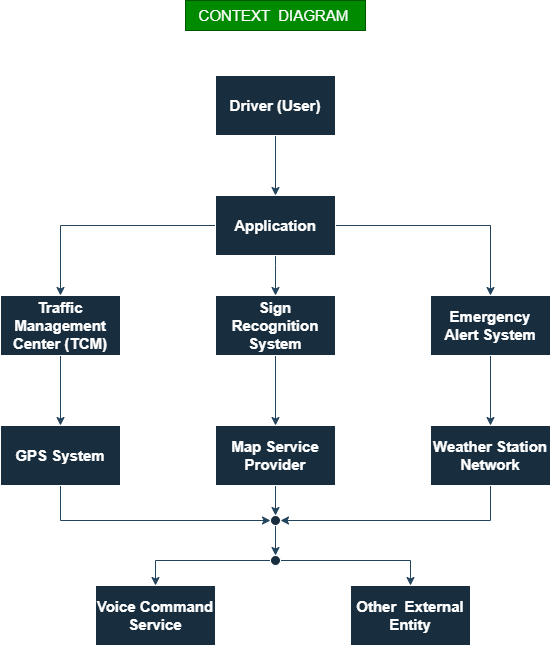 CONTEXT DIAGRAM
Driver (User)
Application
Traffic
Management
Center (TCM)
Sign
Recognition
System
Emergency
Alert System
GPS System
Map Service
Provider
Weather Station
Network
Voice Command
Service
Other External
Entity